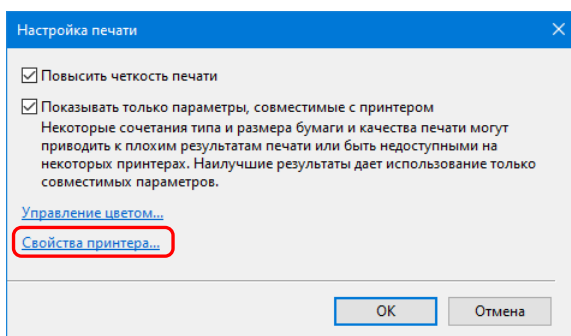 Настройка печати
Повысить четкость печати
Показывать только параметры, совместимые с принтером
Некоторые сочетания типа и размера бумаги и качества печати могут
приводить к плохим результатам печати или быть недоступными на
некоторых принтерах. Наилучшие результаты дает использование только
совместимых параметров.
Управление цветом...
Свойства принтера...
OK
Отмена